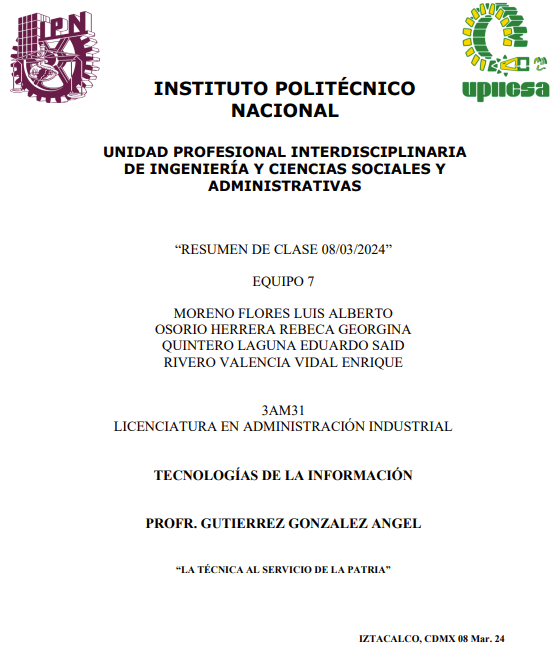 IPN
upiicsa
INSTITUTO POLITÉCNICO
NACIONAL
UNIDAD PROFESIONAL INTERDISCIPLINARIA
DE INGENIERÍA Y CIENCIAS SOCIALES Y
ADMINISTRATIVAS
“RESUMEN DE CLASE 08/03/2024”
EQUIPO 7
MORENO FLORES LUIS ALBERTO
OSORIO HERRERA REBECA GEORGINA
QUINTERO LAGUNA EDUARDO SAID
RIVERO VALENCIA VIDAL ENRIQUE
3AM31
LICENCIATURA EN ADMINISTRACIÓN INDUSTRIAL
TECNOLOGÍAS DE LA INFORMACIÓN
PROFR. GUTIERREZ GONZALEZ ANGEL
“LA TÉCNICA AL SERVICIO DE LA PATRIA”
IZTACALCO, CDMX 08 Mar. 24